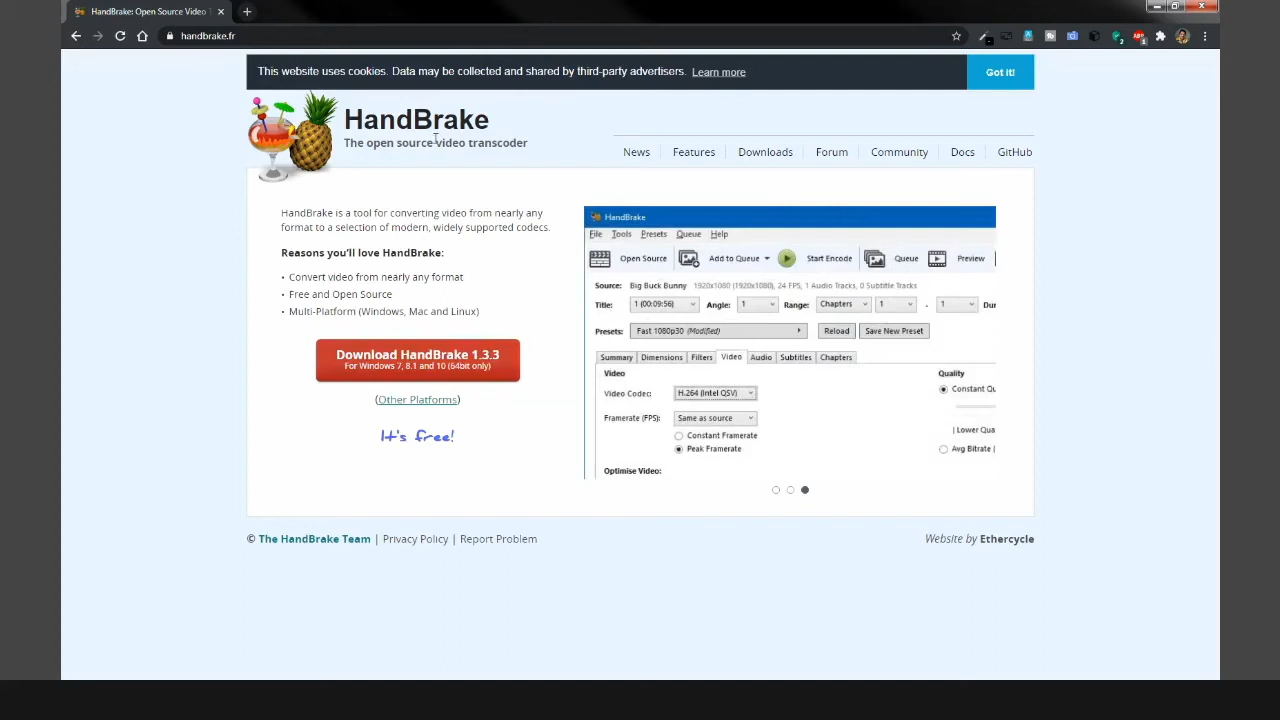 HandBrake: Open Source Video T
handbrake.fr
2
1
This website uses cookies. Data may be collected and shared by third-party advertisers. Learn more
Got it!
HandBrake
The open source video transcoder
News
Features
Downloads
Forum
Community
Docs
GitHub
HandBrake is a tool for converting video from nearly any
format to a selection of modern, widely supported codecs.
Reasons you'll love HandBrake:
• Convert video from nearly any format
• Free and Open Source
• Multi-Platform (Windows, Mac and Linux)
Download HandBrake 1.3.3
For Windows 7, 8.1 and 10 (64bit only)
(Other Platforms)
It's free!
HandBrake
File Tools Presets Queue Help
Open Source Add to Queue Start Encode Queue Preview
Source: Big Buck Bunny 1920x1080 (1920x1080), 24 FPS, 1 Audio Tracks, 0 Subtitle Tracks
Title: 1 (00:09:56) Angle: 1 Range: Chapters 1 - 1 Dur
Presets: Fast 1080p30 (Modified) Reload Save New Preset
Summary Dimensions Filters Video Audio Subtitles Chapters
Video Quality
Video Codec: H.264 (Intel QSV) Constant Qu
Framerate (FPS): Same as source
Constant Framerate | Lower Qua
Peak Framerate Avg Bitrate (
Optimise Video:
© The HandBrake Team | Privacy Policy | Report Problem
Website by Ethercycle